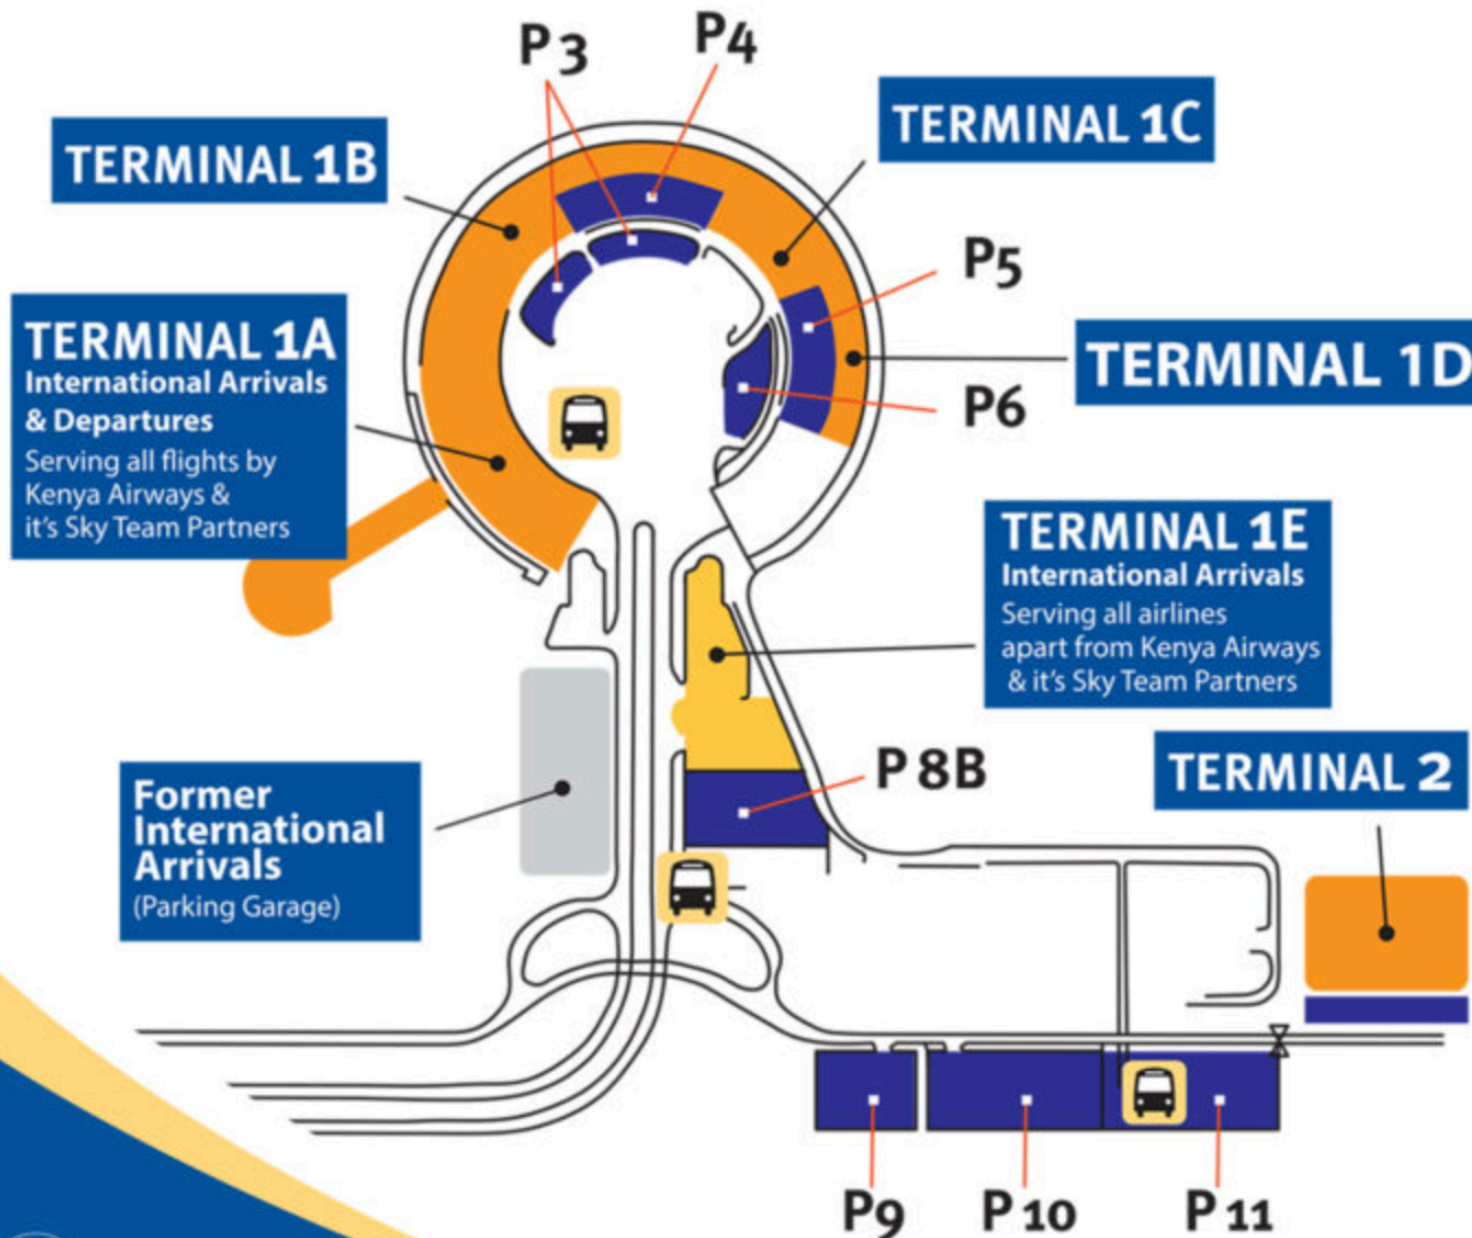 P3
P4
TERMINAL 1C
TERMINAL 1B
P5
TERMINAL 1A
International Arrivals
& Departures
Serving all flights by
Kenya Airways &
it's Sky Team Partners
TERMINAL 1D
P6
TERMINAL 1E
International Arrivals
Serving all airlines
apart from Kenya Airways
& it's Sky Team Partners
P 8B
TERMINAL 2
Former
International
Arrivals
(Parking Garage)
P9
P 10
P 11